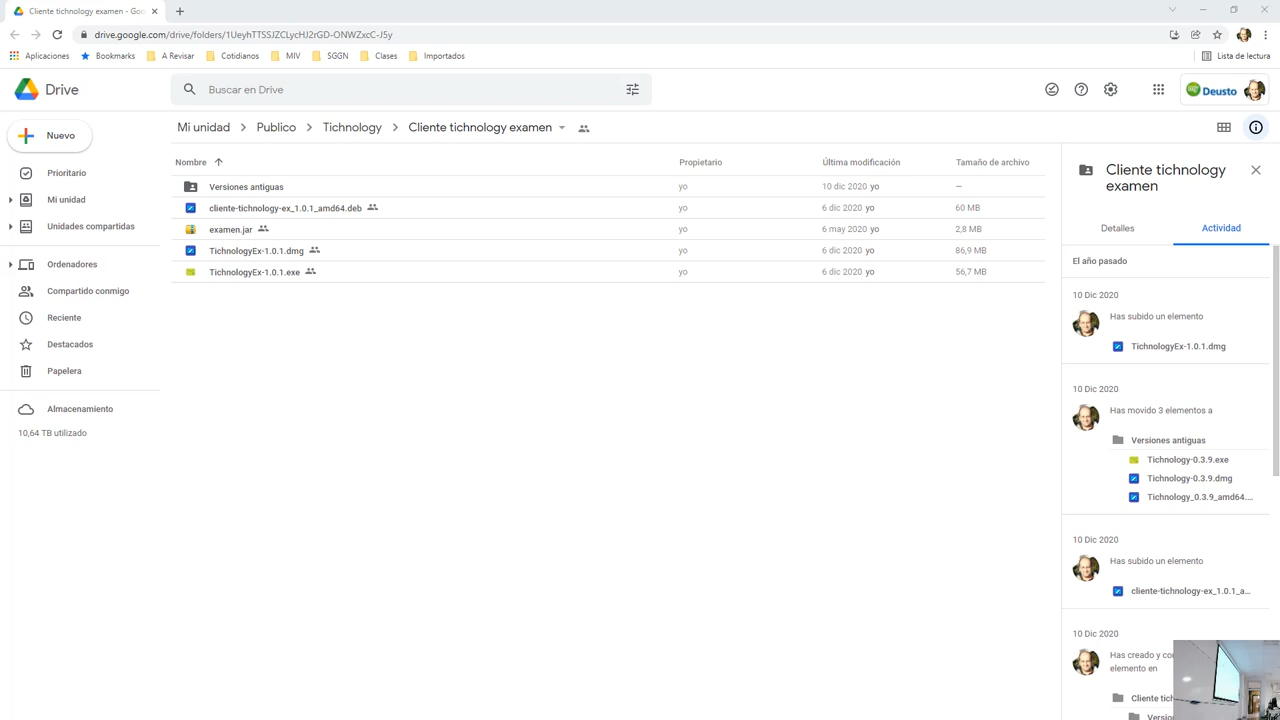 Cliente tichnology examen - Goo
drive.google.com/drive/folders/1UeyhTTSSJZCLycHJ2rGD-ONWZxcC-J5y
Aplicaciones Bookmarks A Revisar Cotidianos MIV SGGN Clases Importados Lista de lectura
Drive Buscar en Drive Deusto
Nuevo
Mi unidad Publico Tichnology Cliente tichnology examen
Prioritario
Mi unidad
Unidades compartidas
Ordenadores
Compartido conmigo
Reciente
Destacados
Papelera
Almacenamiento
10,64 TB utilizado
Nombre Propietario Última modificación Tamaño de archivo
Versiones antiguas yo 10 dic 2020 yo —
cliente-tichnology-ex_1.0.1_amd64.deb yo 6 dic 2020 yo 60 MB
examen.jar yo 6 may 2020 yo 2,8 MB
TichnologyEx-1.0.1.dmg yo 6 dic 2020 yo 86,9 MB
TichnologyEx-1.0.1.exe yo 6 dic 2020 yo 56,7 MB
Cliente tichnology
examen
Detalles Actividad
El año pasado
10 Dic 2020
Has subido un elemento
TichnologyEx-1.0.1.dmg
10 Dic 2020
Has movido 3 elementos a
Versiones antiguas
Tichnology-0.3.9.exe
Tichnology-0.3.9.dmg
Tichnology_0.3.9_amd64....
10 Dic 2020
Has subido un elemento
cliente-tichnology-ex_1.0.1_a...
10 Dic 2020
Has creado y co
elemento en
Cliente tich
Versio